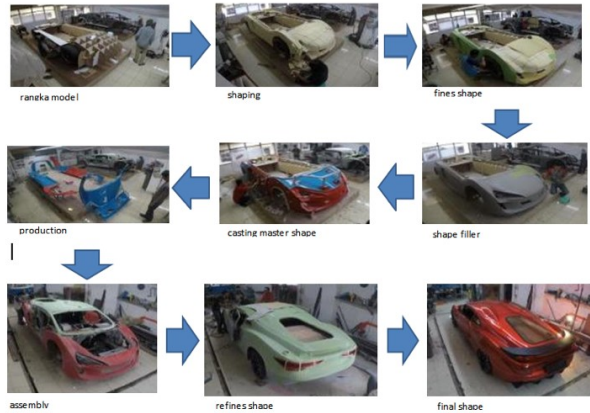 rangka model
shaping
fines shape
shape filler
casting master shape
production
assembly
refines shape
final shape